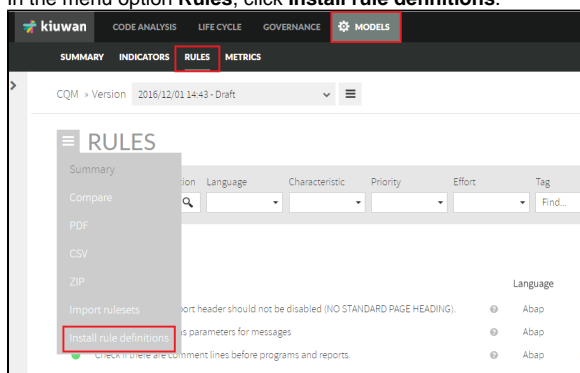 In the menu option Rules, click Install rule definitions.
kiuwan CODE ANALYSIS LIFE CYCLE GOVERNANCE MODELS
SUMMARY INDICATORS RULES METRICS
CQM » Version 2016/12/01 14:43 - Draft
RULES
Summary
tion Language Characteristic Priority Effort Tag
Compare
Find...
PDF
CSV
ZIP
Language
Import rulesets
ort header should not be disabled (NO STANDARD PAGE HEADING). Abap
Install rule definitions
s parameters for messages Abap
Check if there are comment lines before programs and reports. Abap